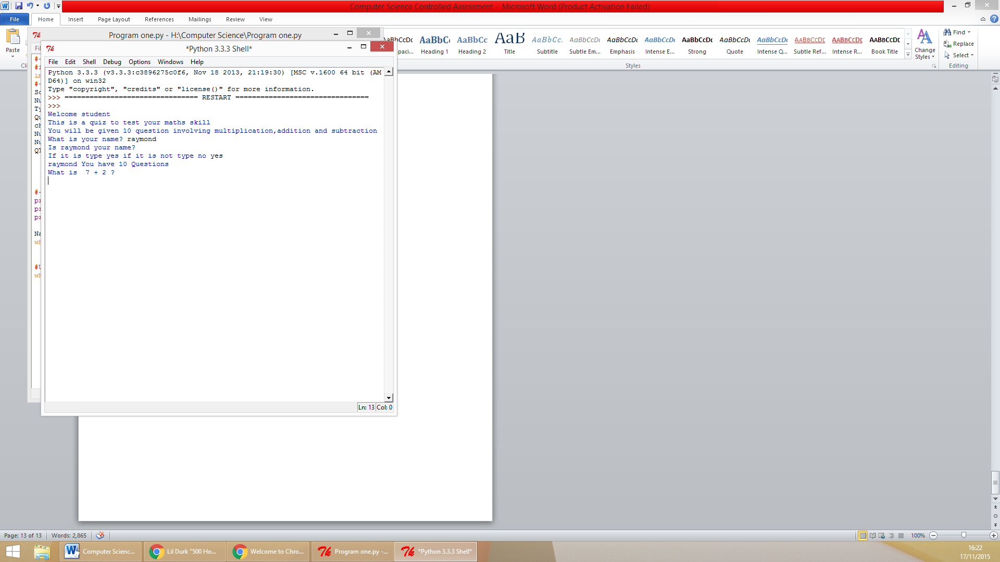 Computer Science Controlled Assessment - Microsoft Word (Product Activation Failed)
File Home Insert Page Layout References Mailings Review View
Paste
Program one.py - H:\Computer Science\Program one.py
*Python 3.3.3 Shell*
File Edit Shell Debug Options Windows Help
Python 3.3.3 (v3.3.3:c3896275c0f6, Nov 18 2013, 21:19:30) [MSC v.1600 64 bit (AM
D64)] on win32
Type "copyright", "credits" or "license()" for more information.
>>> ================================ RESTART ================================
>>>
Welcome student
This is a quiz to test your maths skill
You will be given 10 question involving multiplication,addition and subtraction
What is your name? raymond
Is raymond your name?
If it is type yes if it is not type no yes
raymond You have 10 Questions
What is  7 + 2 ?
Ln: 13 Col: 0
AaBbCcDc AaBbCc AaBbCc AaB AaBbCc. AaBbCcDc AaBbCcDc AaBbCcDc AaBbCcDc AaBbCcDc AaBbCcDc AABBCCDE AABBCCDE AABBCCDE
paci... Heading 1 Heading 2 Title Subtitle Subtle Em... Emphasis Intense E... Strong Quote Intense Q... Subtle Ref... Intense R... Book Title
Styles
Change
Styles
Find
Replace
Select
Editing
Page: 13 of 13 Words: 2,865
100%
Computer Scienc... Lil Durk "500 Ho... Welcome to Chro... Program one.py -... *Python 3.3.3 Shell*
16:22
17/11/2015